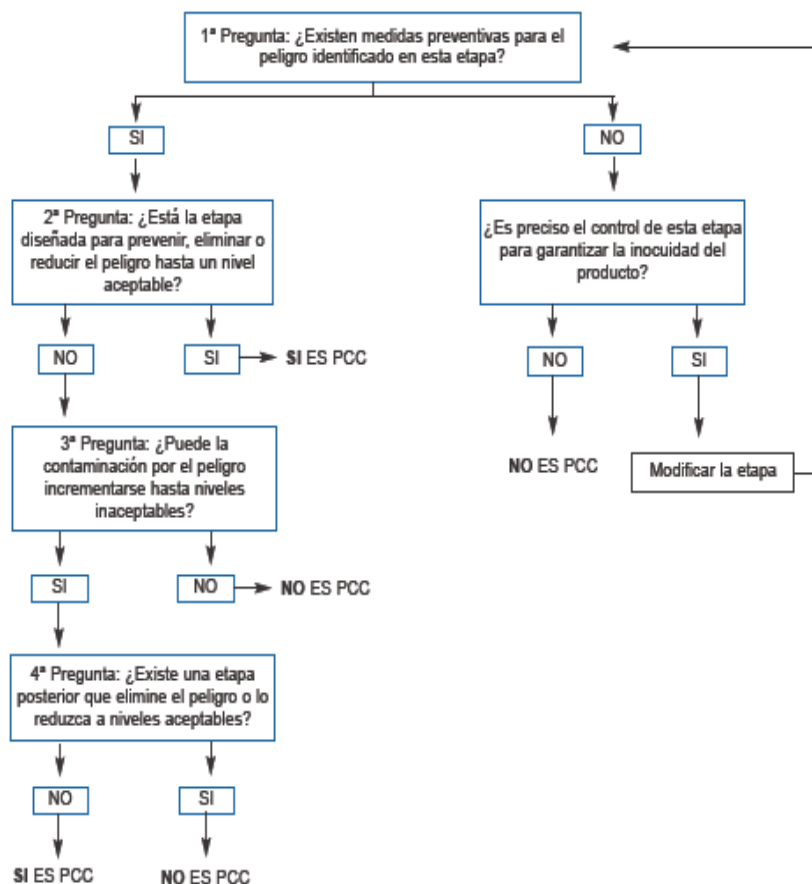 1ª Pregunta: ¿Existen medidas preventivas para el
peligro identificado en esta etapa?
SI
NO
2ª Pregunta: ¿Está la etapa
diseñada para prevenir, eliminar o
reducir el peligro hasta un nivel
aceptable?
¿Es preciso el control de esta etapa
para garantizar la inocuidad del
producto?
NO
SI
SI ES PCC
NO
SI
3ª Pregunta: ¿Puede la
contaminación por el peligro
incrementarse hasta niveles
inaceptables?
NO ES PCC
Modificar la etapa
SI
NO
NO ES PCC
4ª Pregunta: ¿Existe una etapa
posterior que elimine el peligro o lo
reduzca a niveles aceptables?
NO
SI
SI ES PCC
NO ES PCC